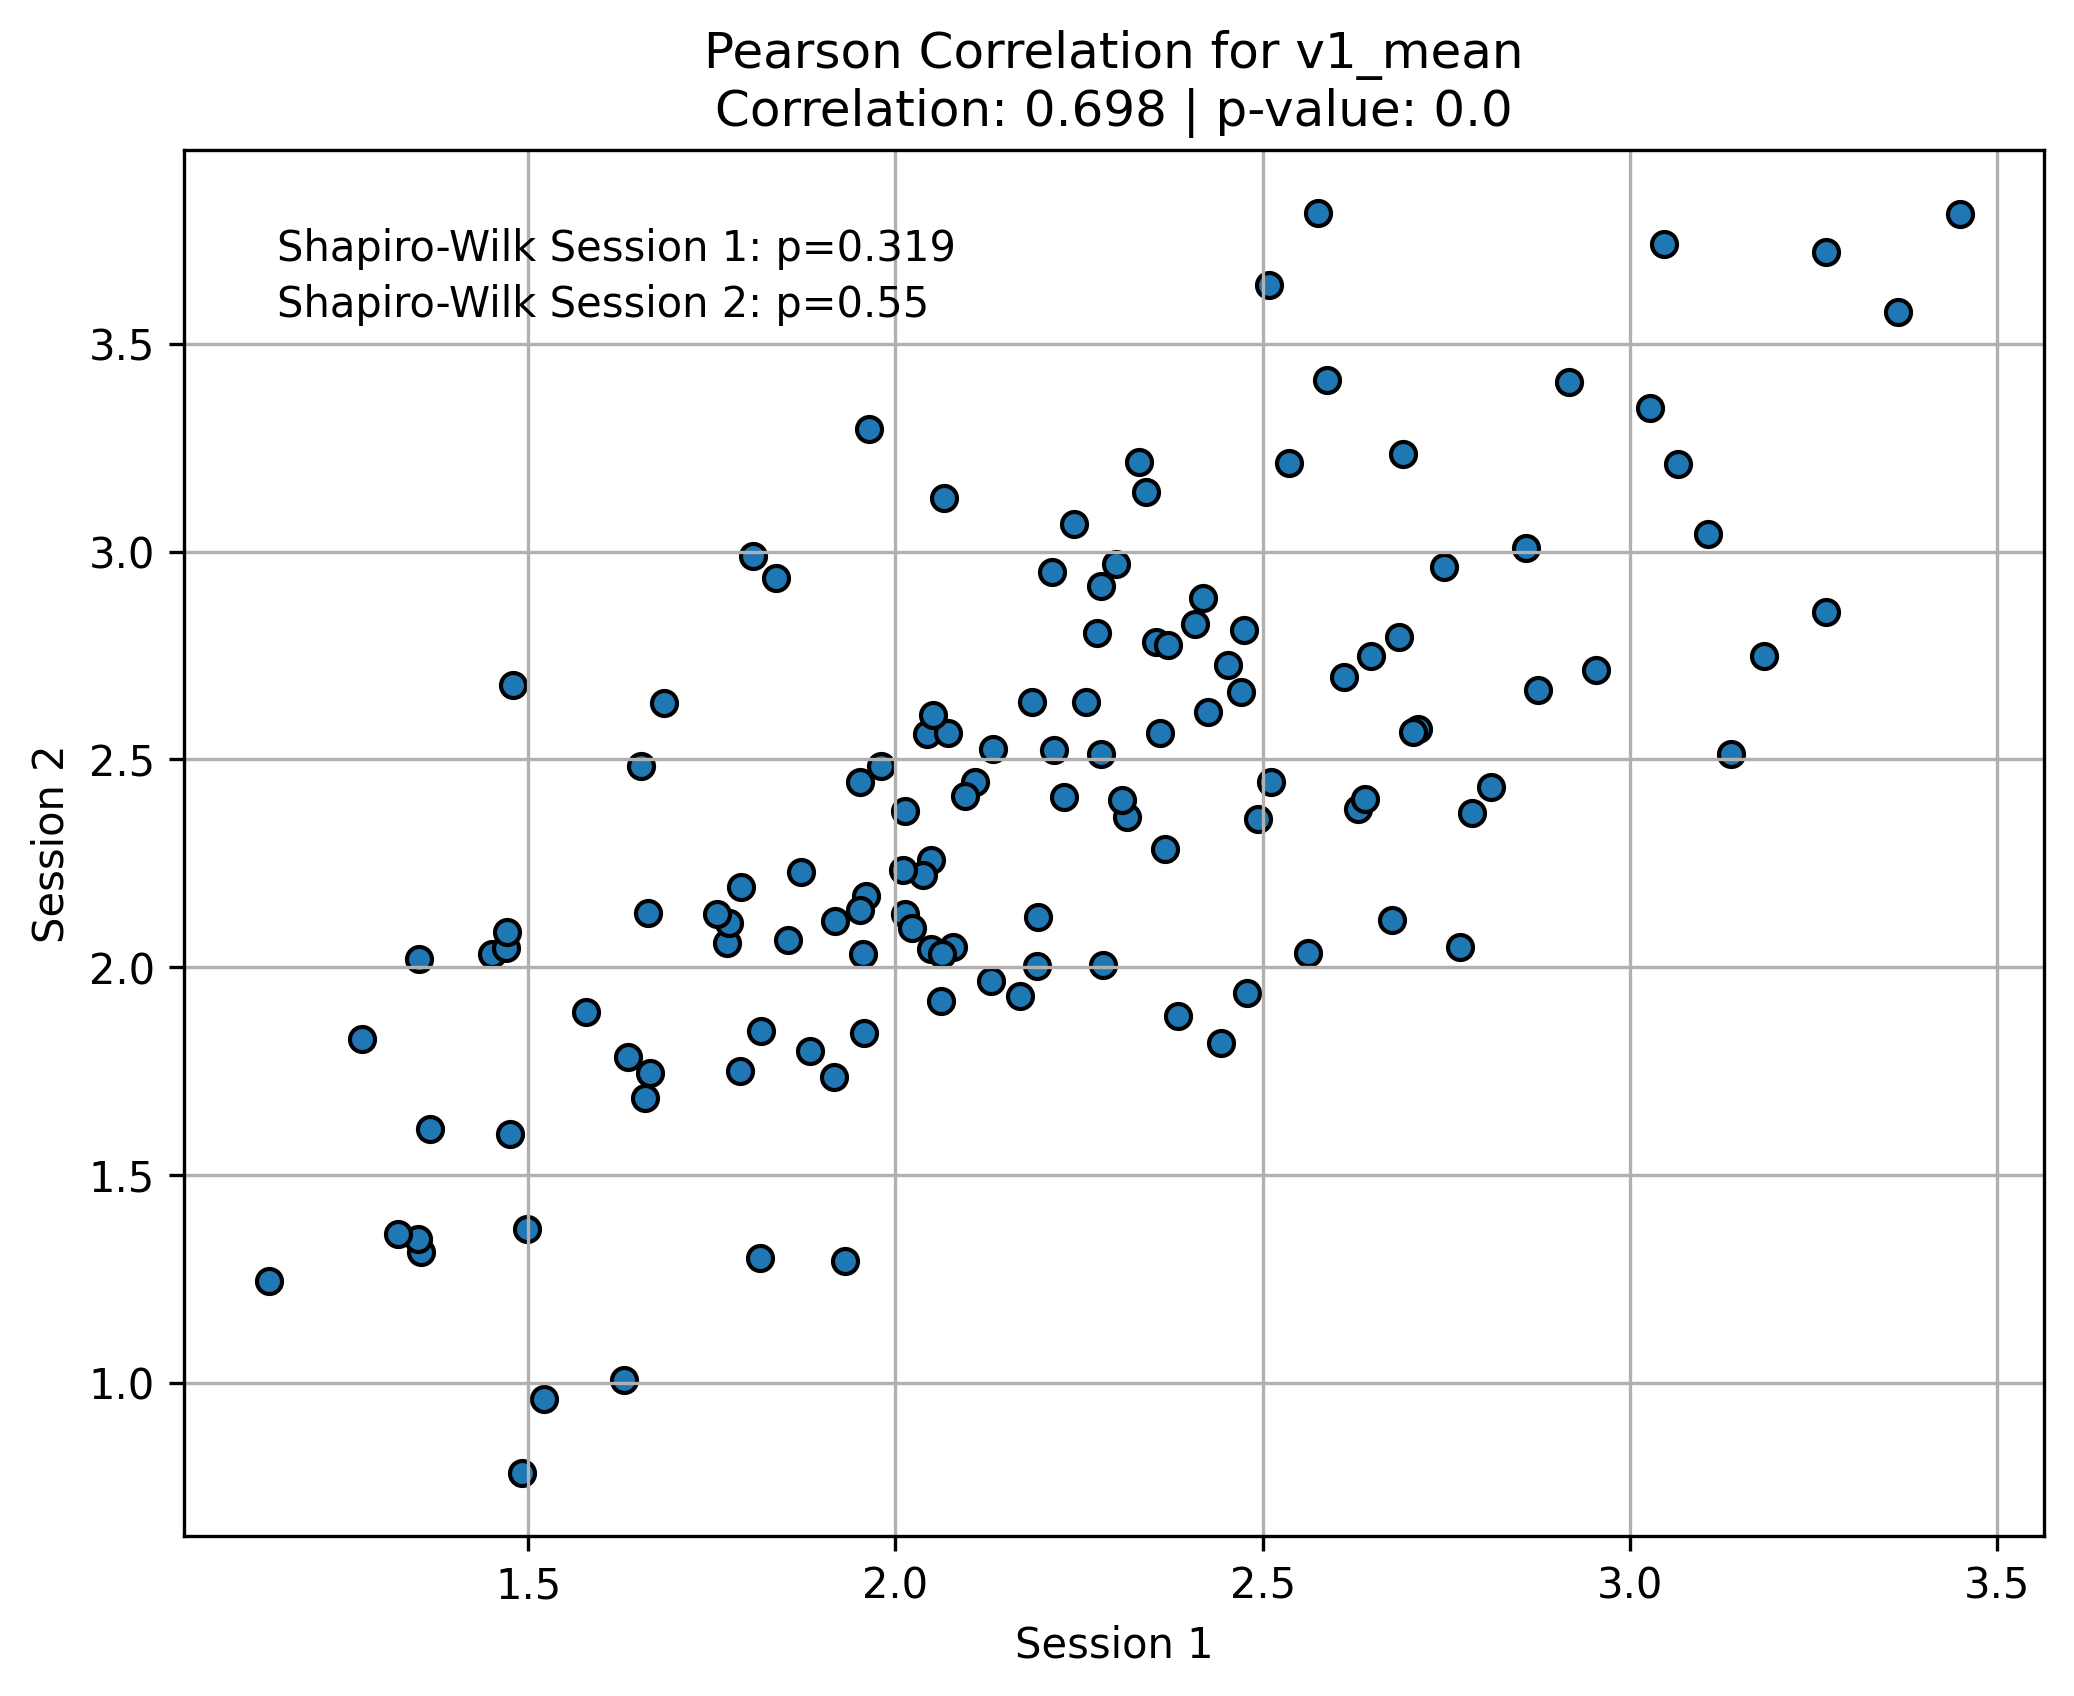 Pearson Correlation for v1_mean
Correlation: 0.698 | p-value: 0.0
Shapiro-Wilk Session 1: p=0.319
Shapiro-Wilk Session 2: p=0.55
3.5
3.0
2.5
2.0
1.5
1.0
Session 2
1.5
2.0
2.5
3.0
3.5
Session 1